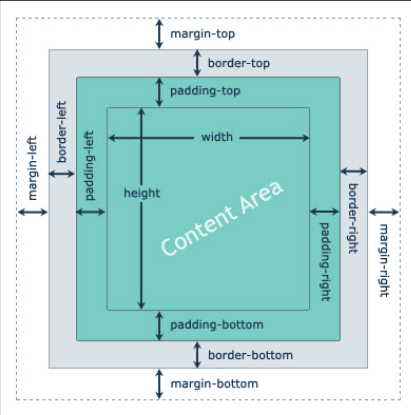 margin-top
border-top
padding-top
width
height
Content Area
margin-left
border-left
padding-left
padding-right
border-right
margin-right
padding-bottom
border-bottom
margin-bottom